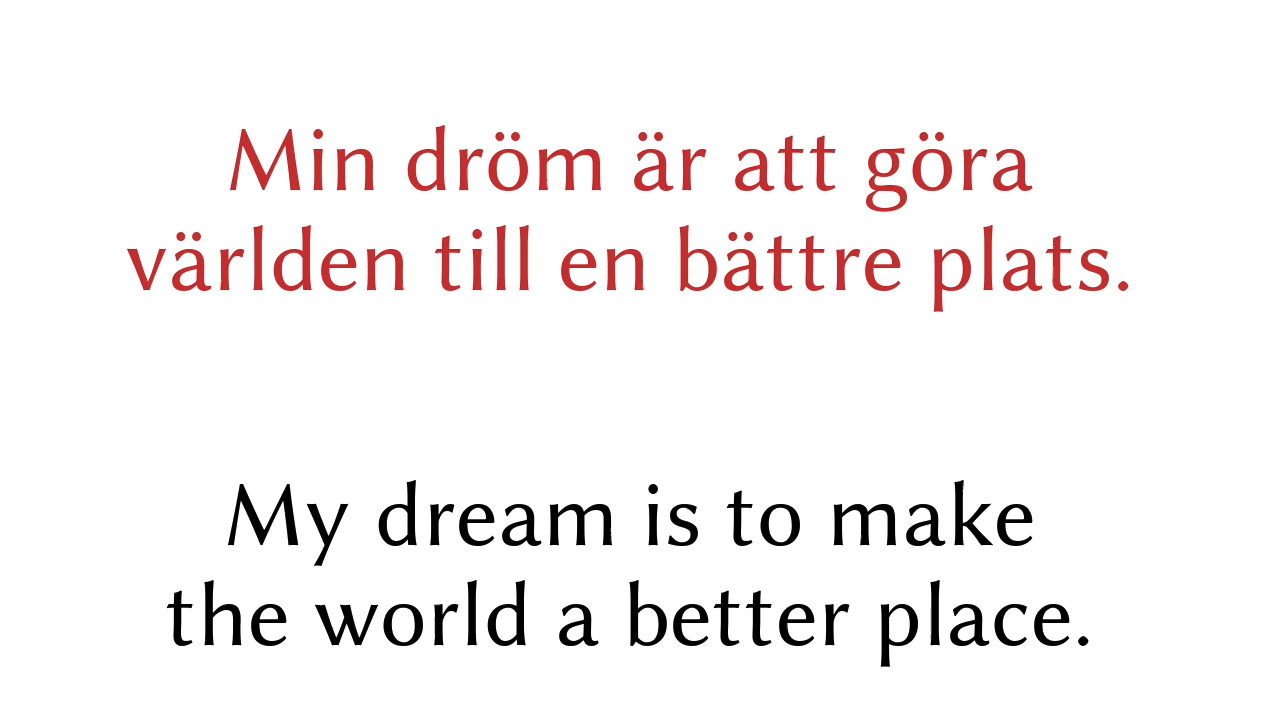 Min dröm är att göra
världen till en bättre plats.
My dream is to make
the world a better place.